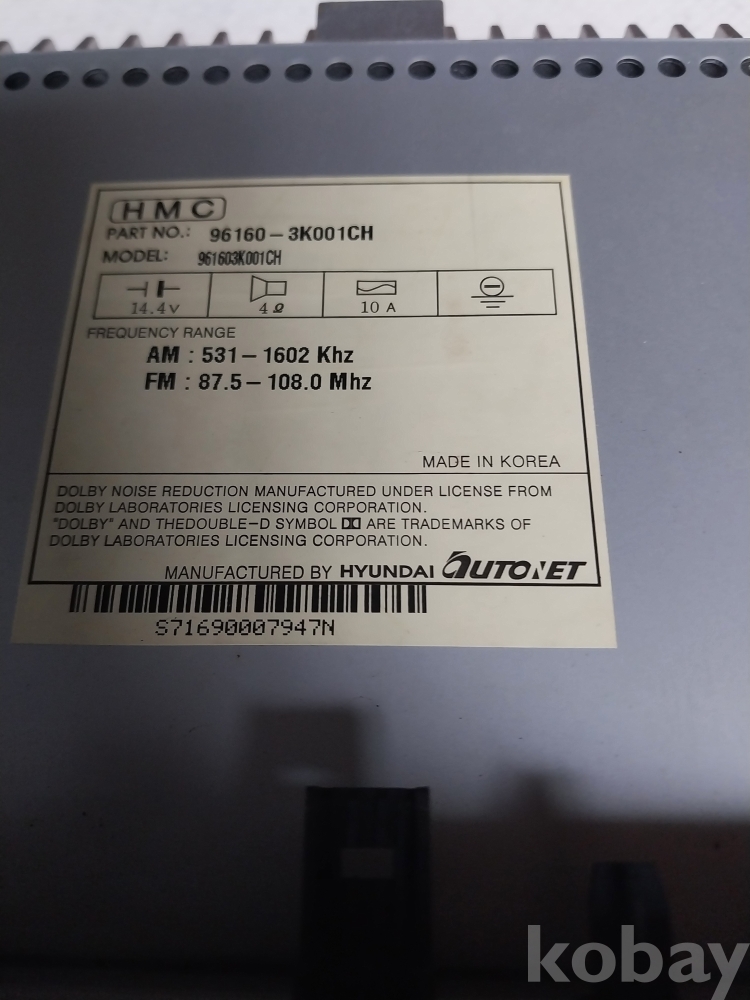 HMC
PART NO.: 96160-3K001CH
MODEL: 961603K001CH
14.4V 4Ω 10 A
FREQUENCY RANGE
AM : 531-1602 Khz
FM : 87.5-108.0 Mhz
MADE IN KOREA
DOLBY NOISE REDUCTION MANUFACTURED UNDER LICENSE FROM
DOLBY LABORATORIES LICENSING CORPORATION.
"DOLBY" AND THEDOUBLE-D SYMBOL ARE TRADEMARKS OF
DOLBY LABORATORIES LICENSING CORPORATION.
MANUFACTURED BY HYUNDAI AUTONET
S71690007947N
kobay